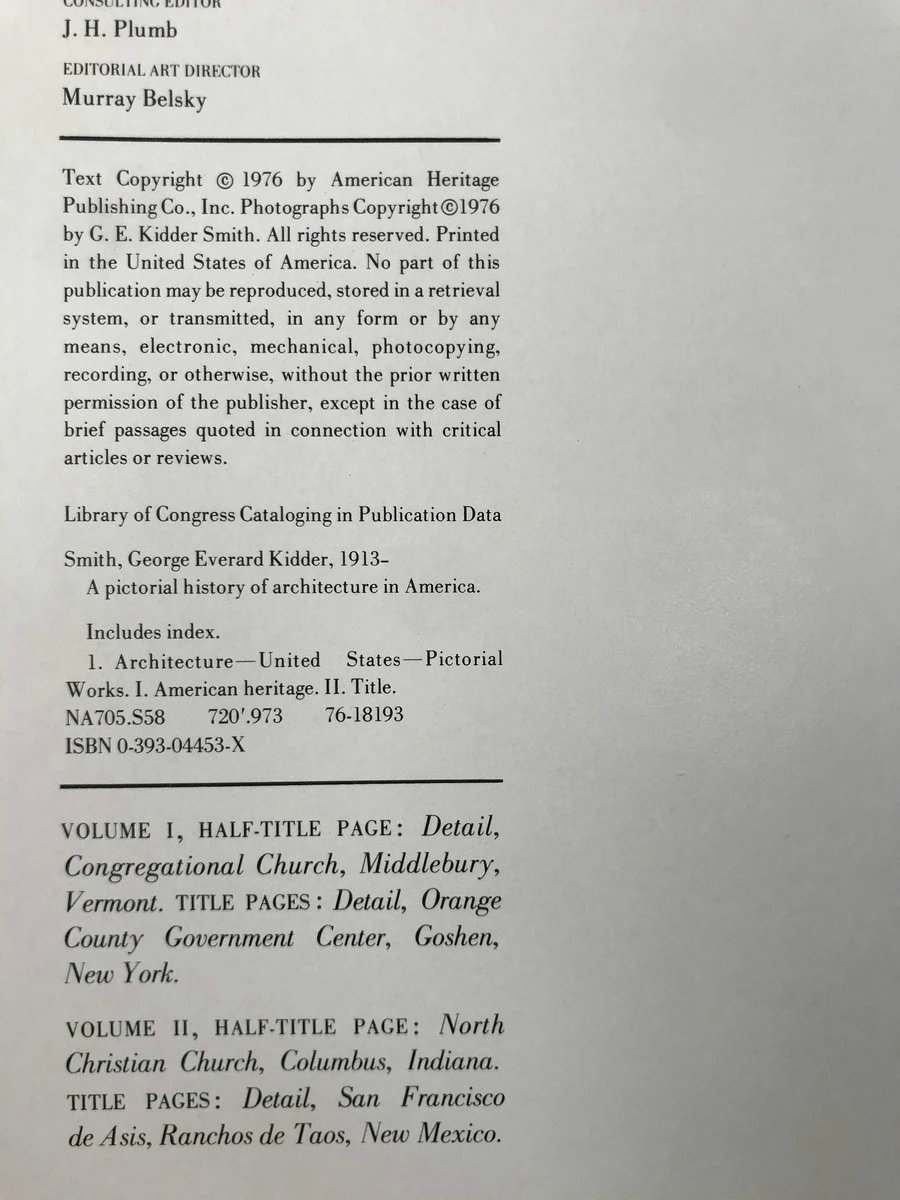 CONSULTING EDITOR
J. H. Plumb
EDITORIAL ART DIRECTOR
Murray Belsky
Text Copyright © 1976 by American Heritage
Publishing Co., Inc. Photographs Copyright ©1976
by G. E. Kidder Smith. All rights reserved. Printed
in the United States of America. No part of this
publication may be reproduced, stored in a retrieval
system, or transmitted, in any form or by any
means, electronic, mechanical, photocopying,
recording, or otherwise, without the prior written
permission of the publisher, except in the case of
brief passages quoted in connection with critical
articles or reviews.
Library of Congress Cataloging in Publication Data
Smith, George Everard Kidder, 1913–
A pictorial history of architecture in America.
Includes index.
1. Architecture—United States—Pictorial
Works. I. American heritage. II. Title.
NA705.S58 720'.973 76-18193
ISBN 0-393-04453-X
VOLUME I, HALF-TITLE PAGE: Detail,
Congregational Church, Middlebury,
Vermont. TITLE PAGES: Detail, Orange
County Government Center, Goshen,
New York.
VOLUME II, HALF-TITLE PAGE: North
Christian Church, Columbus, Indiana.
TITLE PAGES: Detail, San Francisco
de Asis, Ranchos de Taos, New Mexico.